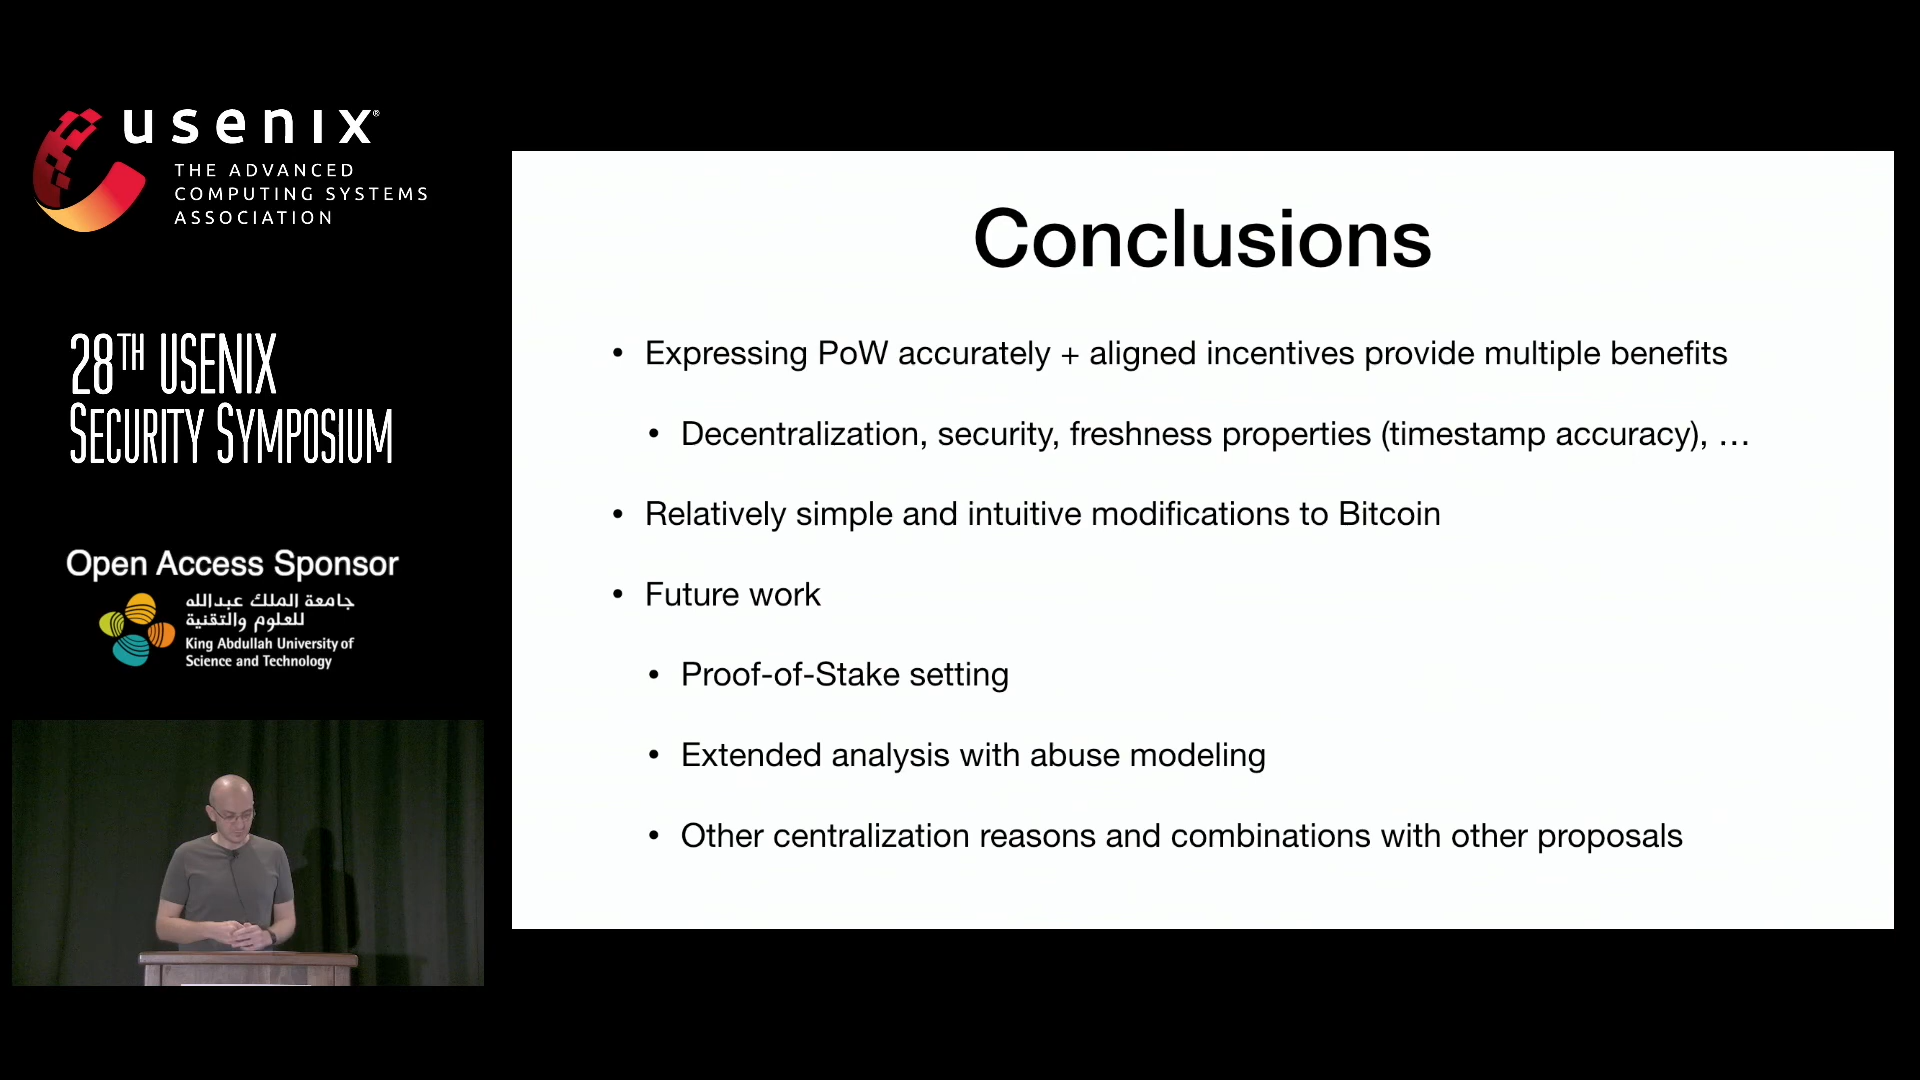 usenix®
THE ADVANCED
COMPUTING SYSTEMS
ASSOCIATION
28TH USENIX
SECURITY SYMPOSIUM
Open Access Sponsor
جامعة الملك عبدالله
للعلوم والتقنية
King Abdullah University of
Science and Technology
Conclusions
• Expressing PoW accurately + aligned incentives provide multiple benefits
• Decentralization, security, freshness properties (timestamp accuracy), …
• Relatively simple and intuitive modifications to Bitcoin
• Future work
• Proof-of-Stake setting
• Extended analysis with abuse modeling
• Other centralization reasons and combinations with other proposals